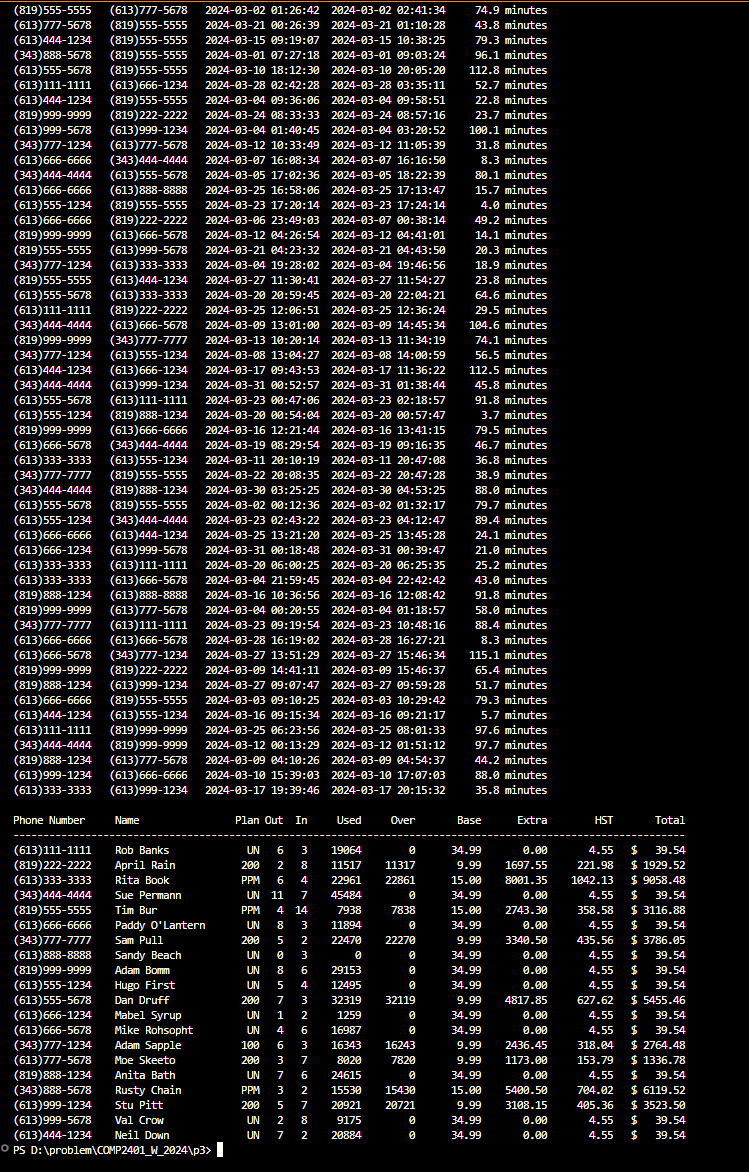 (819)555-5555 (613)777-5678 2024-03-02 01:26:42 2024-03-02 02:41:34 74.9 minutes
(819)555-5555 (613)777-5678 2024-03-21 00:26:39 2024-03-21 01:10:28 43.8 minutes
(613)444-1234 (819)555-5555 2024-03-15 09:19:07 2024-03-15 10:38:25 79.3 minutes
(343)888-5678 (819)555-5555 2024-03-01 07:27:18 2024-03-01 09:03:24 96.1 minutes
(613)555-5678 (819)555-5555 2024-03-10 18:12:30 2024-03-10 20:05:20 112.8 minutes
(613)111-1111 (613)666-1234 2024-03-28 02:42:28 2024-03-28 03:35:11 52.7 minutes
(613)444-1234 (819)555-5555 2024-03-04 09:36:06 2024-03-04 09:58:51 22.8 minutes
(819)999-9999 (819)222-2222 2024-03-24 08:33:33 2024-03-24 08:57:16 23.7 minutes
(613)999-5678 (613)999-1234 2024-03-04 01:40:45 2024-03-04 03:20:52 100.1 minutes
(343)777-1234 (613)777-5678 2024-03-12 10:33:49 2024-03-12 11:05:39 31.8 minutes
(613)666-6666 (343)444-4444 2024-03-07 16:08:34 2024-03-07 16:16:50 8.3 minutes
(343)444-4444 (613)555-5678 2024-03-05 17:02:36 2024-03-05 18:22:39 80.1 minutes
(613)666-6666 (613)888-8888 2024-03-25 16:58:06 2024-03-25 17:13:47 15.7 minutes
(613)555-1234 (819)555-5555 2024-03-23 17:20:14 2024-03-23 17:24:14 4.0 minutes
(613)666-6666 (819)222-2222 2024-03-06 23:49:03 2024-03-07 00:38:14 49.2 minutes
(819)999-9999 (613)666-5678 2024-03-12 04:26:54 2024-03-12 04:41:01 14.1 minutes
(819)555-5555 (613)999-5678 2024-03-21 04:23:32 2024-03-21 04:43:50 20.3 minutes
(343)777-1234 (613)333-3333 2024-03-04 19:28:02 2024-03-04 19:46:56 18.9 minutes
(819)555-5555 (613)444-1234 2024-03-27 11:30:41 2024-03-27 11:54:27 23.8 minutes
(613)555-5678 (613)333-3333 2024-03-20 20:59:45 2024-03-20 22:04:21 64.6 minutes
(613)111-1111 (819)222-2222 2024-03-25 12:06:51 2024-03-25 12:36:24 29.5 minutes
(343)444-4444 (613)666-5678 2024-03-09 13:01:00 2024-03-09 14:45:34 104.6 minutes
(819)999-9999 (343)777-7777 2024-03-13 10:20:14 2024-03-13 11:34:19 74.1 minutes
(343)777-1234 (613)555-1234 2024-03-08 13:04:27 2024-03-08 14:00:59 56.5 minutes
(613)444-1234 (613)666-1234 2024-03-17 09:43:53 2024-03-17 11:36:22 112.5 minutes
(343)444-4444 (613)999-1234 2024-03-31 00:52:57 2024-03-31 01:38:44 45.8 minutes
(613)555-5678 (613)111-1111 2024-03-23 00:47:06 2024-03-23 02:18:57 91.8 minutes
(613)555-1234 (819)888-1234 2024-03-20 00:54:04 2024-03-20 00:57:47 3.7 minutes
(819)999-9999 (613)666-6666 2024-03-16 12:21:44 2024-03-16 13:41:15 79.5 minutes
(613)666-5678 (343)444-4444 2024-03-19 08:29:54 2024-03-19 09:16:35 46.7 minutes
(613)333-3333 (613)555-1234 2024-03-11 20:10:19 2024-03-11 20:47:08 36.8 minutes
(343)777-7777 (819)555-5555 2024-03-22 20:08:35 2024-03-22 20:47:28 38.9 minutes
(343)444-4444 (819)888-1234 2024-03-30 03:25:25 2024-03-30 04:53:25 88.0 minutes
(613)555-5678 (819)555-5555 2024-03-02 00:12:36 2024-03-02 01:32:17 79.7 minutes
(613)555-1234 (343)444-4444 2024-03-23 02:43:22 2024-03-23 04:12:47 89.4 minutes
(613)666-6666 (613)444-1234 2024-03-25 13:21:20 2024-03-25 13:45:28 24.1 minutes
(613)666-1234 (613)999-5678 2024-03-31 00:18:48 2024-03-31 00:39:47 21.0 minutes
(613)333-3333 (613)111-1111 2024-03-20 06:00:25 2024-03-20 06:25:35 25.2 minutes
(613)333-3333 (613)666-5678 2024-03-04 21:59:45 2024-03-04 22:42:42 43.0 minutes
(819)888-1234 (613)888-8888 2024-03-16 10:36:56 2024-03-16 12:08:42 91.8 minutes
(819)999-9999 (613)777-5678 2024-03-04 00:20:55 2024-03-04 01:18:57 58.0 minutes
(343)777-7777 (613)111-1111 2024-03-23 09:19:54 2024-03-23 10:48:16 88.4 minutes
(613)666-6666 (613)666-5678 2024-03-28 16:19:02 2024-03-28 16:27:21 8.3 minutes
(613)666-5678 (343)777-1234 2024-03-27 13:51:29 2024-03-27 15:46:34 115.1 minutes
(819)999-9999 (819)222-2222 2024-03-09 14:41:11 2024-03-09 15:46:37 65.4 minutes
(819)888-1234 (613)999-1234 2024-03-27 09:07:47 2024-03-27 09:59:28 51.7 minutes
(613)666-6666 (819)555-5555 2024-03-03 09:10:25 2024-03-03 10:29:42 79.3 minutes
(613)444-1234 (613)555-1234 2024-03-16 09:15:34 2024-03-16 09:21:17 5.7 minutes
(613)111-1111 (819)999-9999 2024-03-25 06:23:56 2024-03-25 08:01:33 97.6 minutes
(343)444-4444 (819)999-9999 2024-03-12 00:13:29 2024-03-12 01:51:12 97.7 minutes
(819)888-1234 (613)777-5678 2024-03-09 04:10:26 2024-03-09 04:54:37 44.2 minutes
(613)999-1234 (613)666-6666 2024-03-10 15:39:03 2024-03-10 17:07:03 88.0 minutes
(613)333-3333 (613)999-1234 2024-03-17 19:39:46 2024-03-17 20:15:32 35.8 minutes
Phone Number Name Plan Out In Used Over Base Extra HST Total
----------------------------------------------------------------------------------------------------------------
(613)111-1111 Rob Banks UN 6 3 19064 0 34.99 0.00 4.55 $ 39.54
(819)222-2222 April Rain 200 2 8 11517 11317 9.99 1697.55 221.98 $ 1929.52
(613)333-3333 Rita Book PPM 6 4 22961 22861 15.00 8001.35 1042.13 $ 9058.48
(343)444-4444 Sue Permann UN 11 7 45484 0 34.99 0.00 4.55 $ 39.54
(819)555-5555 Tim Bur PPM 4 14 7938 7838 15.00 2743.30 358.58 $ 3116.88
(613)666-6666 Paddy O'Lantern UN 8 3 11894 0 34.99 0.00 4.55 $ 39.54
(343)777-7777 Sam Pull 200 5 2 22470 22270 9.99 3340.50 435.56 $ 3786.05
(613)888-8888 Sandy Beach UN 0 3 0 0 34.99 0.00 4.55 $ 39.54
(819)999-9999 Adam Bomm UN 8 6 29153 0 34.99 0.00 4.55 $ 39.54
(613)555-1234 Hugo First UN 5 4 12495 0 34.99 0.00 4.55 $ 39.54
(613)555-5678 Dan Druff 200 7 3 32319 32119 9.99 4817.85 627.62 $ 5455.46
(613)666-1234 Mabel Syrup UN 1 2 1259 0 34.99 0.00 4.55 $ 39.54
(613)666-5678 Mike Rohsopht UN 4 6 16987 0 34.99 0.00 4.55 $ 39.54
(343)777-1234 Adam Sapple 100 6 3 16343 16243 9.99 2436.45 318.04 $ 2764.48
(613)777-5678 Moe Skeeto 200 3 7 8020 7820 9.99 1173.00 153.79 $ 1336.78
(819)888-1234 Anita Bath UN 7 6 24615 0 34.99 0.00 4.55 $ 39.54
(343)888-5678 Rusty Chain PPM 3 2 15530 15430 15.00 5400.50 704.02 $ 6119.52
(613)999-1234 Stu Pitt 200 5 7 20921 20721 9.99 3108.15 405.36 $ 3523.50
(613)999-5678 Val Crow UN 2 8 9175 0 34.99 0.00 4.55 $ 39.54
(613)444-1234 Neil Down UN 7 2 20884 0 34.99 0.00 4.55 $ 39.54
PS D:\problem\COMP2401_W_2024\p3>